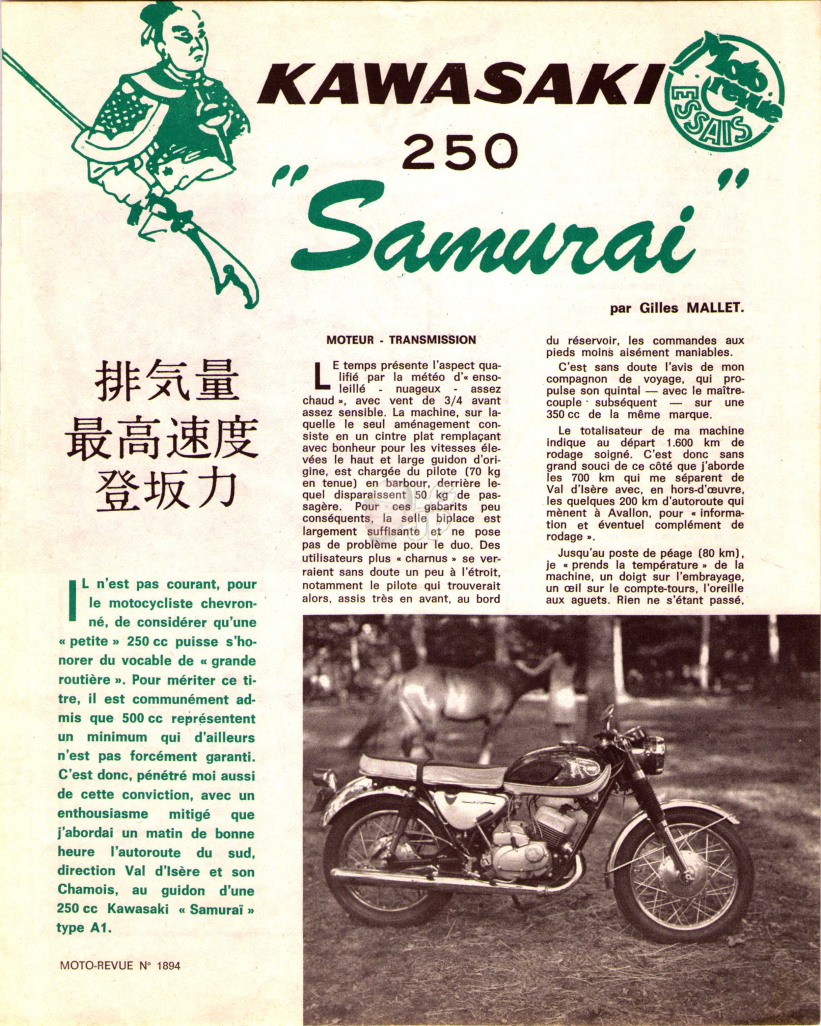 KAWASAKI
250
"Samurai"
Moto
revue
ESSAIS
par Gilles MALLET.
排気量
最高速度
登坂力
IL n'est pas courant, pour
le motocycliste chevron-
né, de considérer qu'une
« petite » 250 cc puisse s'ho-
norer du vocable de « grande
routière ». Pour mériter ce ti-
tre, il est communément ad-
mis que 500 cc représentent
un minimum qui d'ailleurs
n'est pas forcément garanti.
C'est donc, pénétré moi aussi
de cette conviction, avec un
enthousiasme mitigé que
j'abordai un matin de bonne
heure l'autoroute du sud,
direction Val d'Isère et son
Chamois, au guidon d'une
250 cc Kawasaki « Samuraï »
type A1.
MOTEUR - TRANSMISSION
LE temps présente l'aspect qua-
lifié par la météo d'« enso-
leillé - nuageux - assez
chaud », avec vent de 3/4 avant
assez sensible. La machine, sur la-
quelle le seul aménagement con-
siste en un cintre plat remplaçant
avec bonheur pour les vitesses éle-
vées le haut et large guidon d'ori-
gine, est chargée du pilote (70 kg
en tenue) en barbour, derrière le-
quel disparaissent 50 kg de pas-
sagère. Pour ces gabarits peu
conséquents, la selle biplace est
largement suffisante et ne pose
pas de problème pour le duo. Des
utilisateurs plus « charnus » se ver-
raient sans doute un peu à l'étroit,
notamment le pilote qui trouverait
alors, assis très en avant, au bord
du réservoir, les commandes aux
pieds moins aisément maniables.
C'est sans doute l'avis de mon
compagnon de voyage, qui pro-
pulse son quintal — avec le maître-
couple subséquent — sur une
350 cc de la même marque.
Le totalisateur de ma machine
indique au départ 1.600 km de
rodage soigné. C'est donc sans
grand souci de ce côté que j'aborde
les 700 km qui me séparent de
Val d'Isère avec, en hors-d'œuvre,
les quelques 200 km d'autoroute qui
mènent à Avallon, pour « informa-
tion et éventuel complément de
rodage ».
Jusqu'au poste de péage (80 km),
je « prends la température » de la
machine, un doigt sur l'embrayage,
un œil sur le compte-tours, l'oreille
aux aguets. Rien ne s'étant passé,
MOTO-REVUE N° 1894